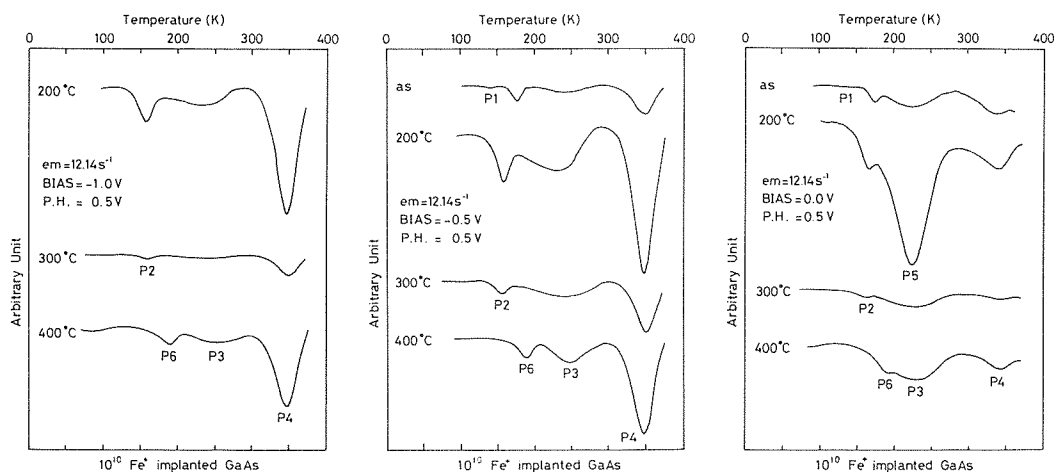 Temperature (K)
0 100 200 300 400
200°C
em=12.14s⁻¹
BIAS=-1.0 V
P.H. = 0.5 V
300°C
P2
400°C
P6 P3
P4
Arbitrary Unit
10¹⁰ Fe⁺ implanted GaAs
Temperature (K)
0 100 200 300 400
as
P1
200°C
em=12.14s⁻¹
BIAS=-0.5 V
P.H. = 0.5 V
300°C
P2
400°C
P6 P3
P4
Arbitrary Unit
10¹⁰ Fe⁺ implanted GaAs
Temperature (K)
0 100 200 300 400
as
P1
200°C
em=12.14s⁻¹
BIAS=0.0 V
P.H.=0.5 V
P5
300°C
P2
400°C
P6 P3 P4
Arbitrary Unit
10¹⁰ Fe⁺ implanted GaAs